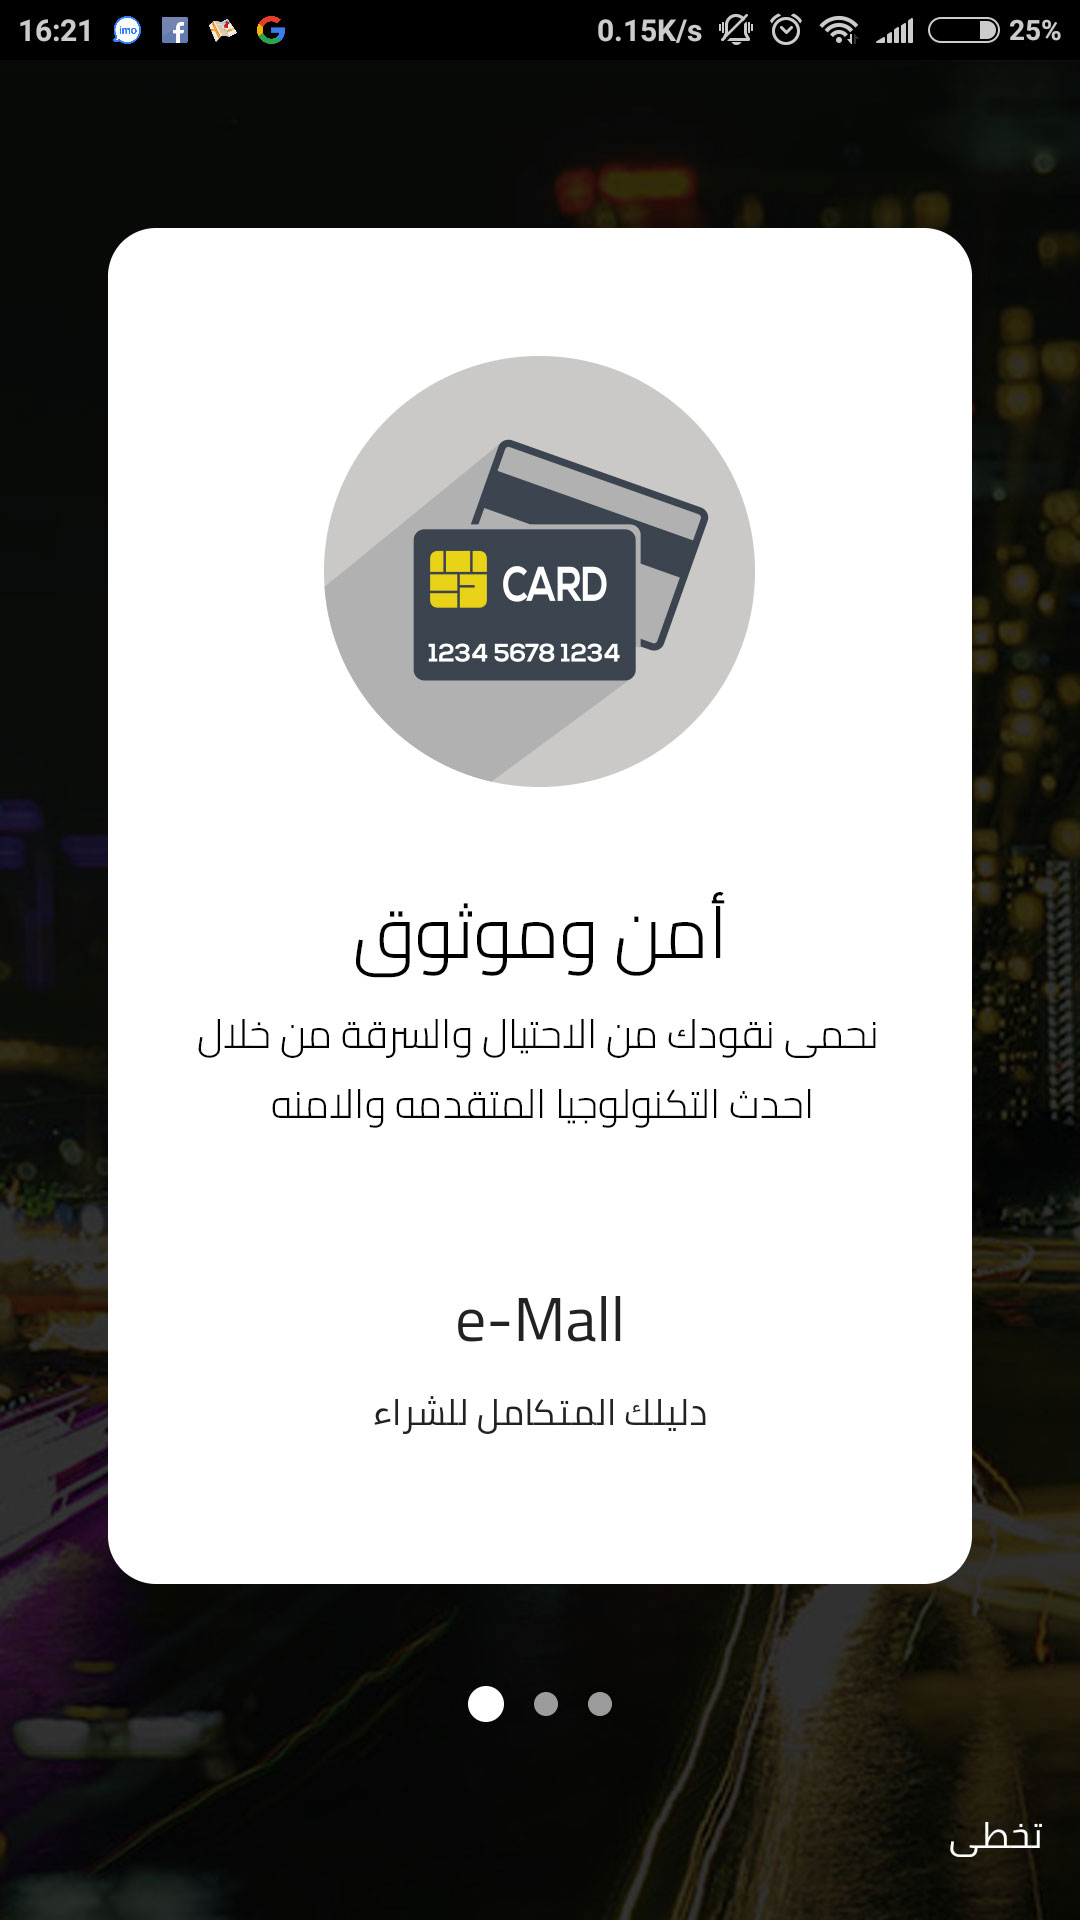 16:21
imo
0.15K/s
25%
CARD
1234 5678 1234
أمن وموثوق
نحمى نقودك من الاحتيال والسرقة من خلال
احدث التكنولوجيا المتقدمه والامنه
e-Mall
دليلك المتكامل للشراء
تخطى